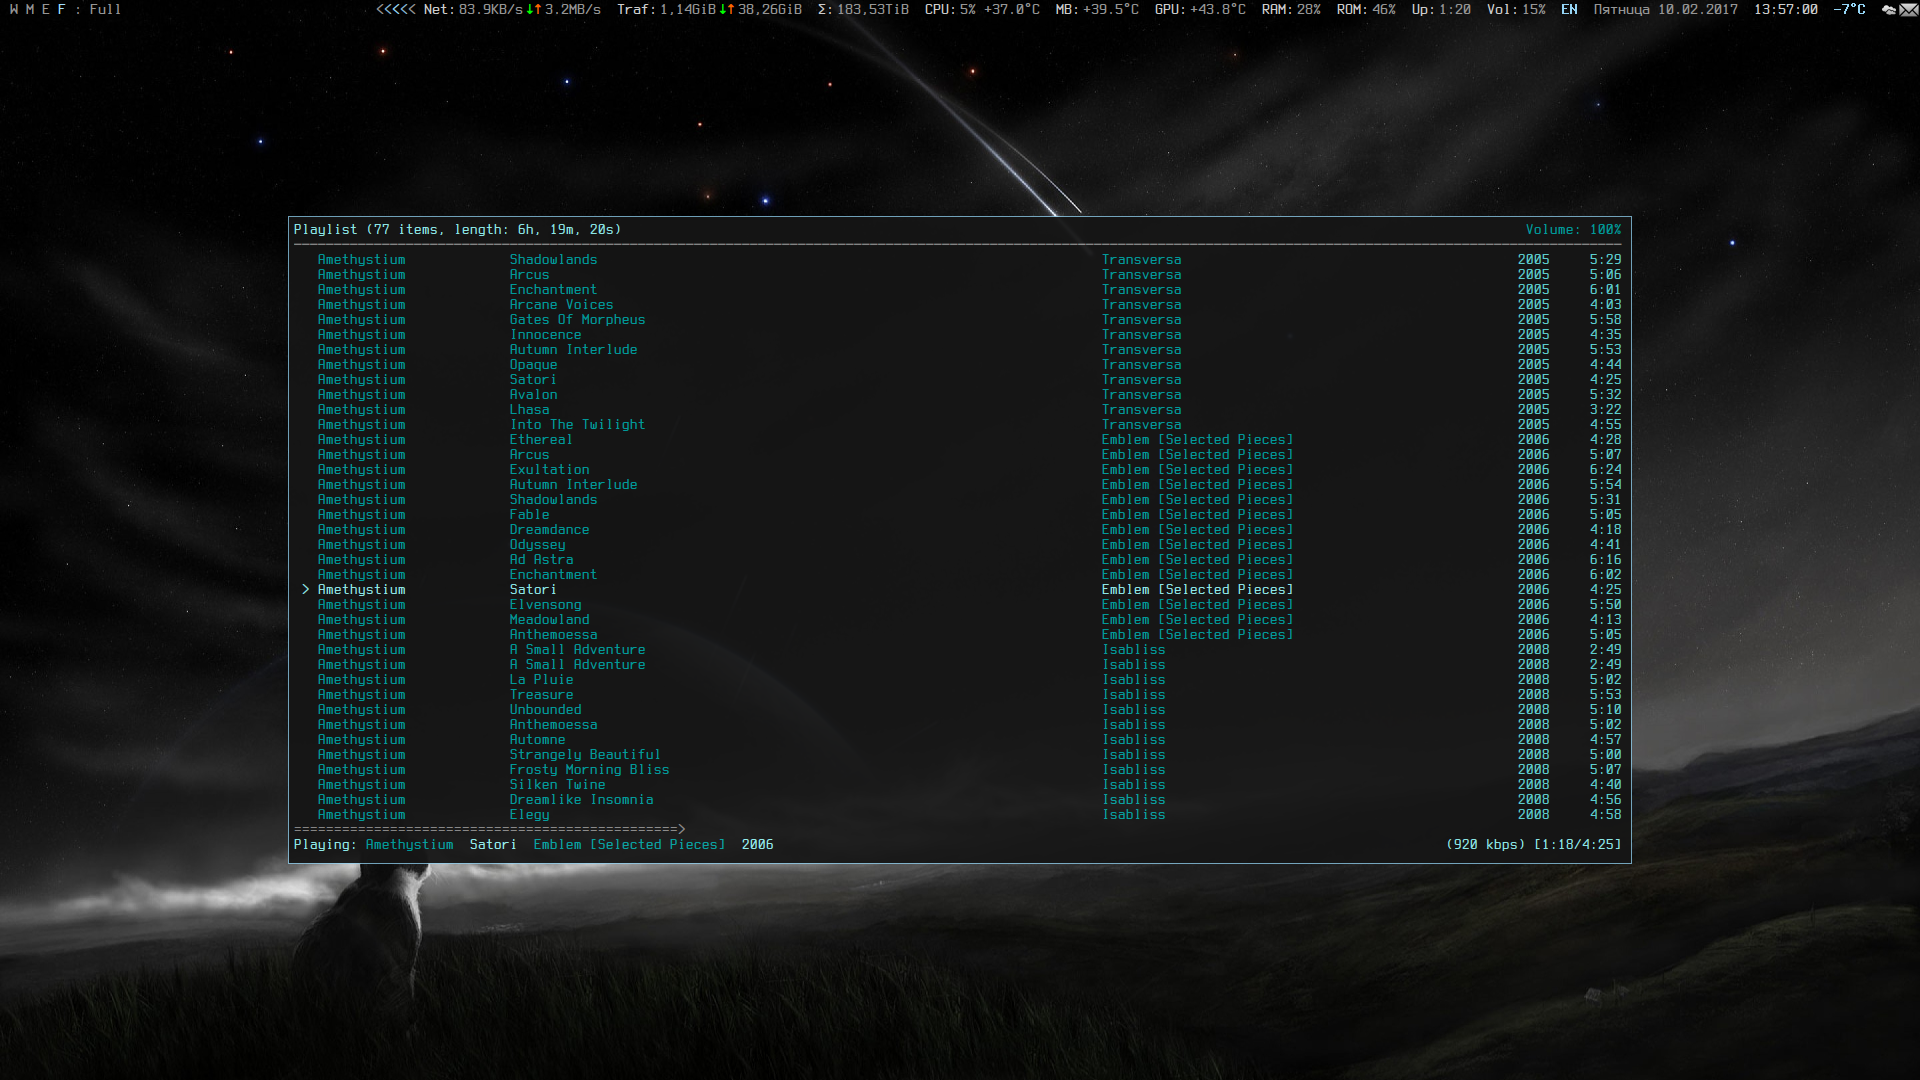 W M E F : Full <<<<< Net: 83.9KB/s↓↑3.2MB/s Traf: 1,14GiB↓↑38,26GiB Σ: 183,53TiB CPU: 5% +37.0°C MB: +39.5°C GPU: +43.8°C RAM: 28% ROM: 46% Up: 1:20 Vol: 15% EN Пятница 10.02.2017 13:57:00 -7°C
Playlist (77 items, length: 6h, 19m, 20s) Volume: 100%
Amethystium Shadowlands Transversa 2005 5:29
Amethystium Arcus Transversa 2005 5:06
Amethystium Enchantment Transversa 2005 6:01
Amethystium Arcane Voices Transversa 2005 4:03
Amethystium Gates Of Morpheus Transversa 2005 5:58
Amethystium Innocence Transversa 2005 4:35
Amethystium Autumn Interlude Transversa 2005 5:53
Amethystium Opaque Transversa 2005 4:44
Amethystium Satori Transversa 2005 4:25
Amethystium Avalon Transversa 2005 5:32
Amethystium Lhasa Transversa 2005 3:22
Amethystium Into The Twilight Transversa 2005 4:55
Amethystium Ethereal Emblem [Selected Pieces] 2006 4:28
Amethystium Arcus Emblem [Selected Pieces] 2006 5:07
Amethystium Exultation Emblem [Selected Pieces] 2006 6:24
Amethystium Autumn Interlude Emblem [Selected Pieces] 2006 5:54
Amethystium Shadowlands Emblem [Selected Pieces] 2006 5:31
Amethystium Fable Emblem [Selected Pieces] 2006 5:05
Amethystium Dreamdance Emblem [Selected Pieces] 2006 4:18
Amethystium Odyssey Emblem [Selected Pieces] 2006 4:41
Amethystium Ad Astra Emblem [Selected Pieces] 2006 6:16
Amethystium Enchantment Emblem [Selected Pieces] 2006 6:02
> Amethystium Satori Emblem [Selected Pieces] 2006 4:25
Amethystium Elvensong Emblem [Selected Pieces] 2006 5:50
Amethystium Meadowland Emblem [Selected Pieces] 2006 4:13
Amethystium Anthemoessa Emblem [Selected Pieces] 2006 5:05
Amethystium A Small Adventure Isabliss 2008 2:49
Amethystium A Small Adventure Isabliss 2008 2:49
Amethystium La Pluie Isabliss 2008 5:02
Amethystium Treasure Isabliss 2008 5:53
Amethystium Unbounded Isabliss 2008 5:10
Amethystium Anthemoessa Isabliss 2008 5:02
Amethystium Automne Isabliss 2008 4:57
Amethystium Strangely Beautiful Isabliss 2008 5:00
Amethystium Frosty Morning Bliss Isabliss 2008 5:07
Amethystium Silken Twine Isabliss 2008 4:40
Amethystium Dreamlike Insomnia Isabliss 2008 4:56
Amethystium Elegy Isabliss 2008 4:58
================================================>
Playing: Amethystium Satori Emblem [Selected Pieces] 2006 (920 kbps) [1:18/4:25]